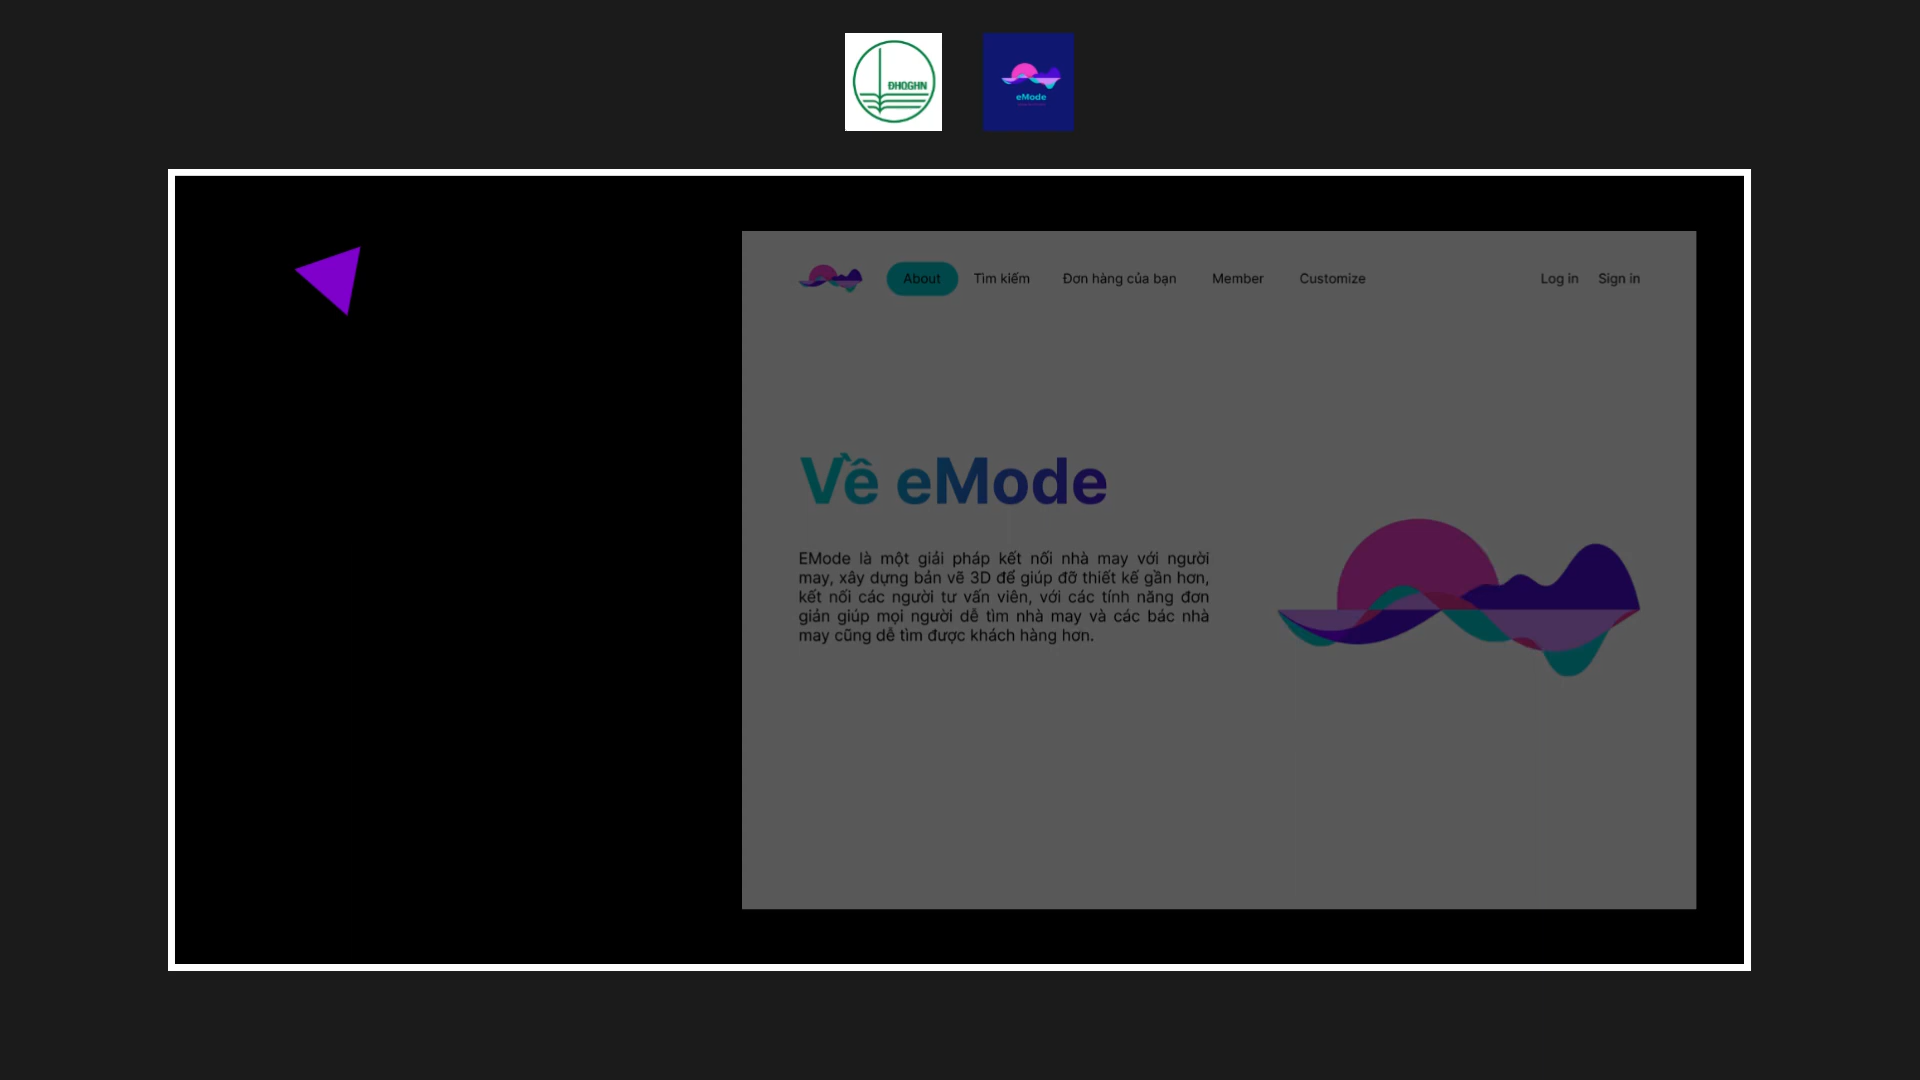 ĐHQGHN
eMode
About
Tìm kiếm
Đơn hàng của bạn
Member
Customize
Log in
Sign in
Về eMode
EMode là một giải pháp kết nối nhà may với người
may, xây dựng bản vẽ 3D để giúp đỡ thiết kế gần hơn,
kết nối các người tư vấn viên, với các tính năng đơn
giản giúp mọi người dễ tìm nhà may và các bác nhà
may cũng dễ tìm được khách hàng hơn.